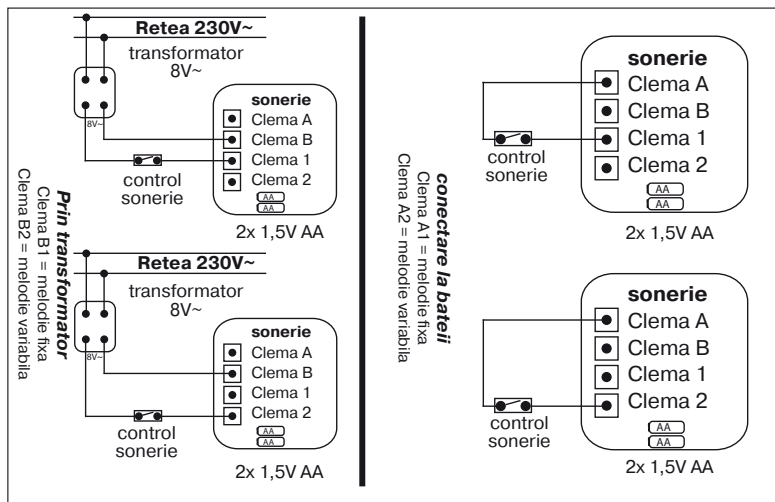 Retea 230V~
transformator
8V~
8V~
sonerie
Clema A
Clema B
Clema 1
Clema 2
AA
AA
control
sonerie
2x 1,5V AA
Retea 230V~
transformator
8V~
8V~
sonerie
Clema A
Clema B
Clema 1
Clema 2
AA
AA
control
sonerie
2x 1,5V AA
Prin transformator
Clema B1 = melodie fixa
Clema B2 = melodie variabila
sonerie
Clema A
Clema B
Clema 1
Clema 2
AA
AA
control
sonerie
2x 1,5V AA
conectare la bateii
Clema A1 = melodie fixa
Clema A2 = melodie variabila
sonerie
Clema A
Clema B
Clema 1
Clema 2
AA
AA
control
sonerie
2x 1,5V AA